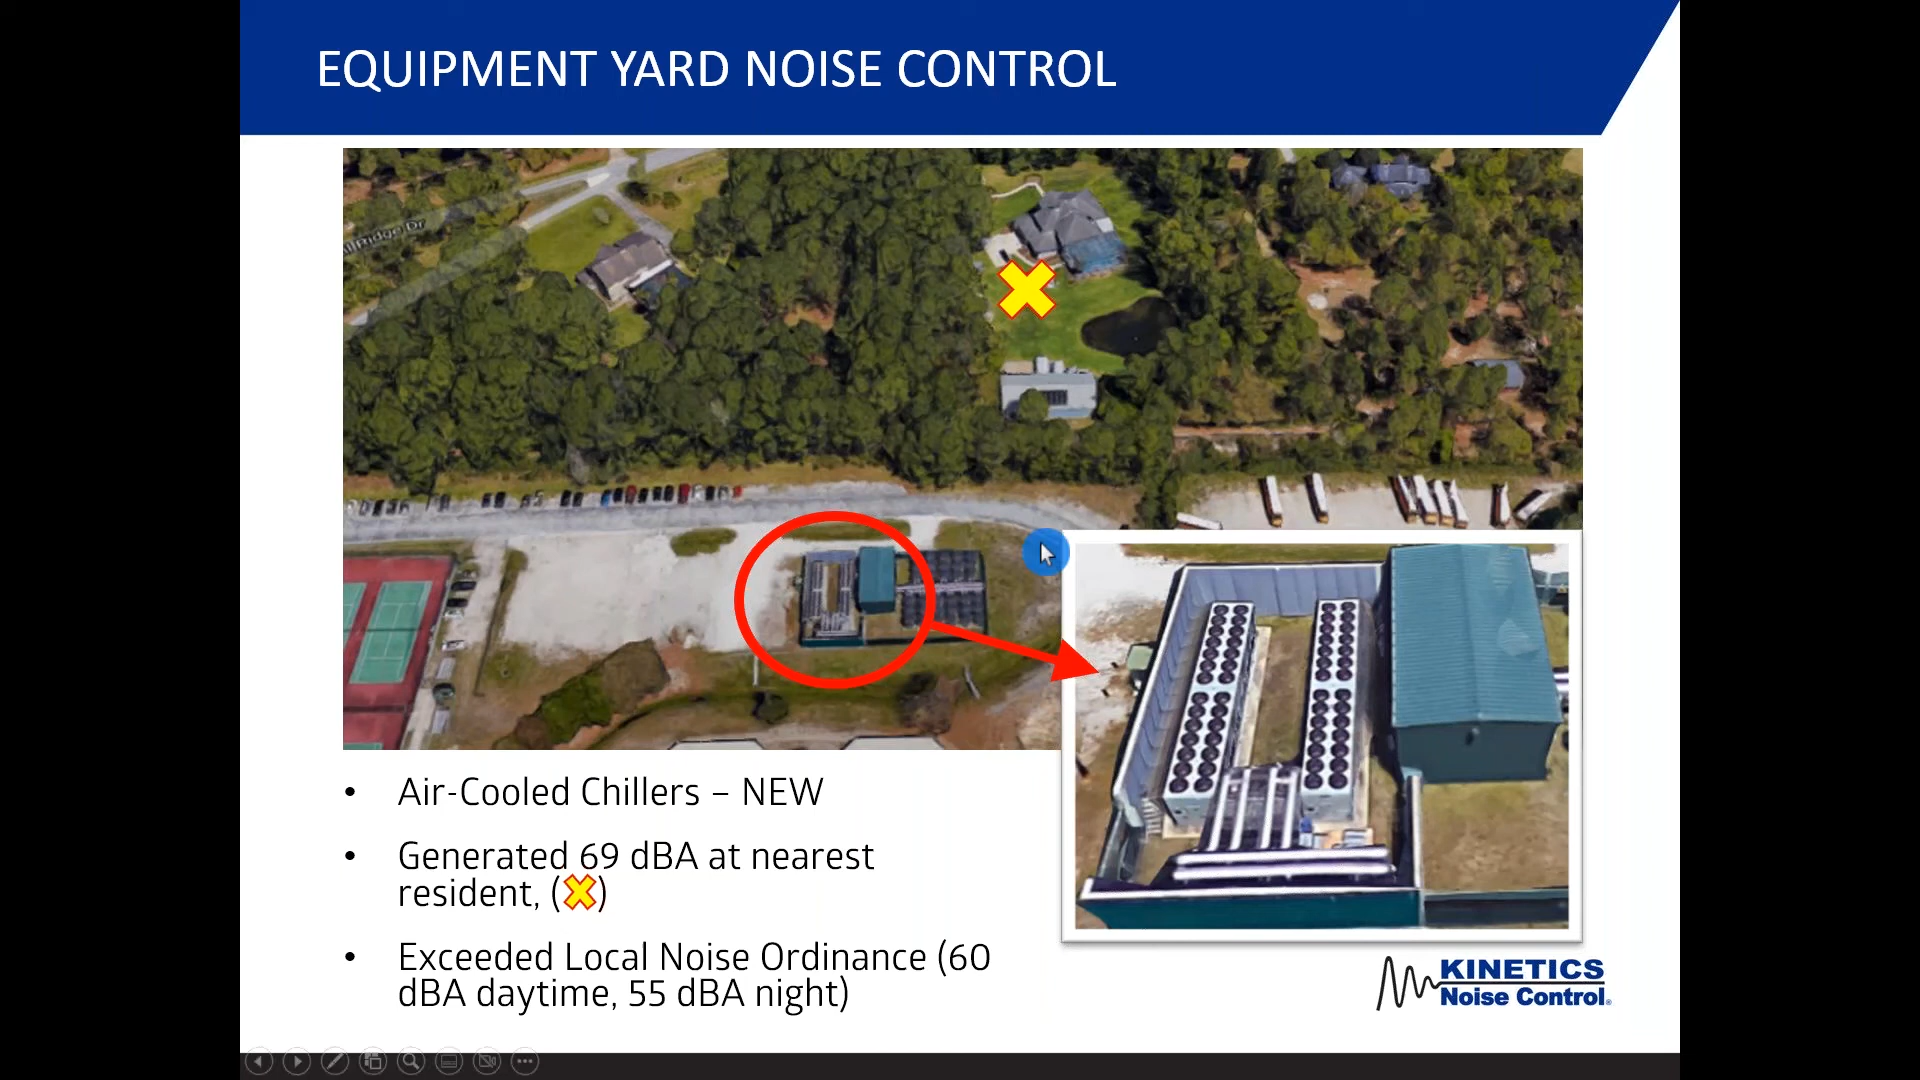 EQUIPMENT YARD NOISE CONTROL
Ridge Dr
• Air-Cooled Chillers – NEW
• Generated 69 dBA at nearest
resident, (✖)
• Exceeded Local Noise Ordinance (60
dBA daytime, 55 dBA night)
KINETICS
Noise Control®